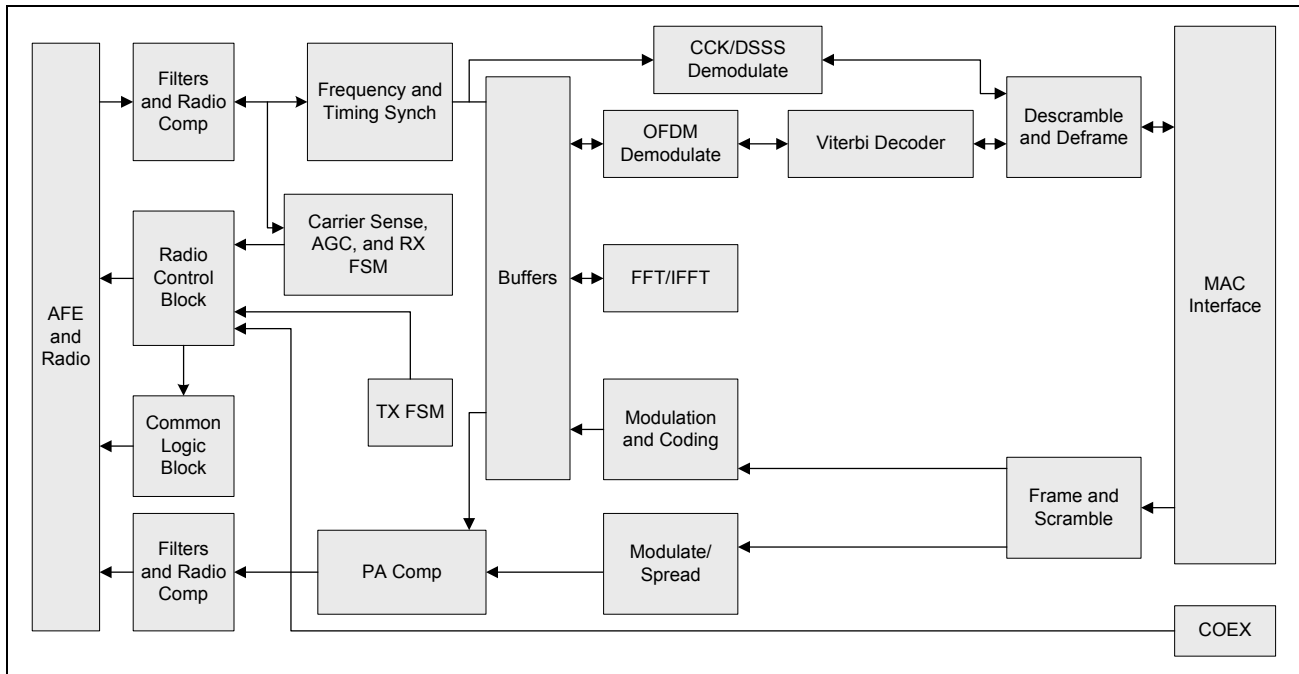 AFE
and
Radio
Filters
and Radio
Comp
Frequency and
Timing Synch
CCK/DSSS
Demodulate
OFDM
Demodulate
Viterbi Decoder
Descramble
and Deframe
MAC
Interface
Carrier Sense,
AGC, and RX
FSM
Radio
Control
Block
Buffers
FFT/IFFT
TX FSM
Common
Logic
Block
Modulation
and Coding
Frame and
Scramble
Filters
and Radio
Comp
PA Comp
Modulate/
Spread
COEX